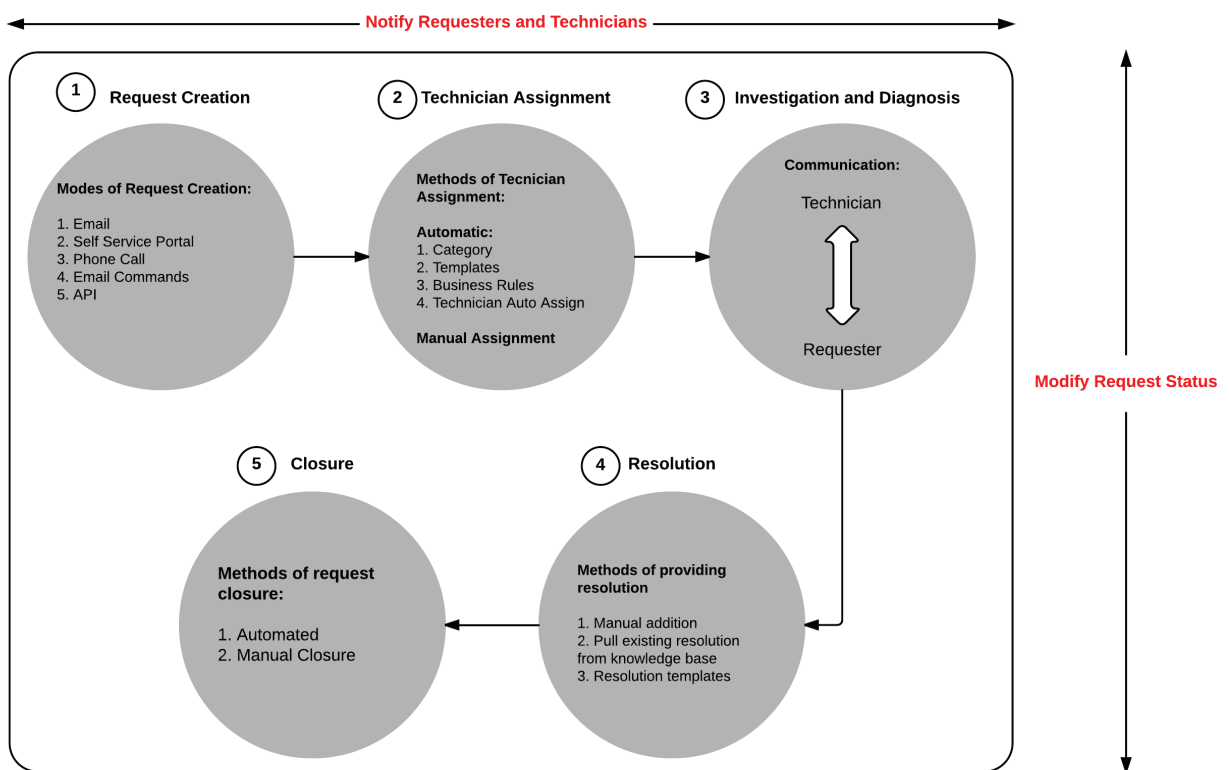 Notify Requesters and Technicians
1
Request Creation
Modes of Request Creation:
1. Email
2. Self Service Portal
3. Phone Call
4. Email Commands
5. API
2
Technician Assignment
Methods of Tecnician
Assignment:
Automatic:
1. Category
2. Templates
3. Business Rules
4. Technician Auto Assign
Manual Assignment
3
Investigation and Diagnosis
Communication:
Technician
Requester
Modify Request Status
4
Resolution
Methods of providing
resolution
1. Manual addition
2. Pull existing resolution
from knowledge base
3. Resolution templates
5
Closure
Methods of request
closure:
1. Automated
2. Manual Closure